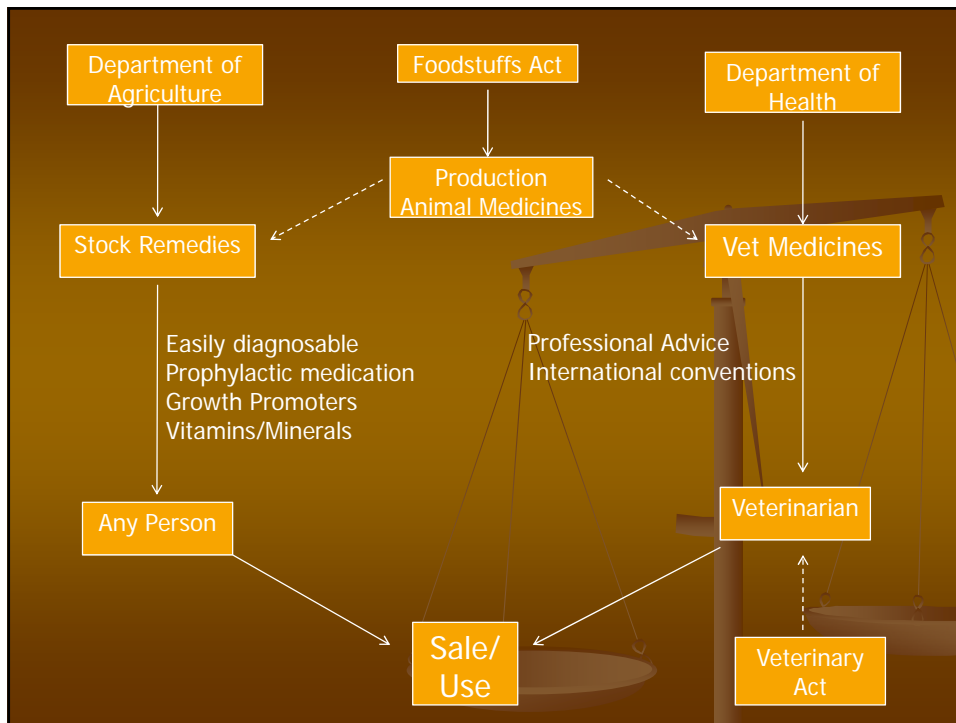 Department of
Agriculture
Foodstuffs Act
Department of
Health
Production
Animal Medicines
Stock Remedies
Vet Medicines
Easily diagnosable
Prophylactic medication
Growth Promoters
Vitamins/Minerals
Professional Advice
International conventions
Any Person
Veterinarian
Sale/
Use
Veterinary
Act